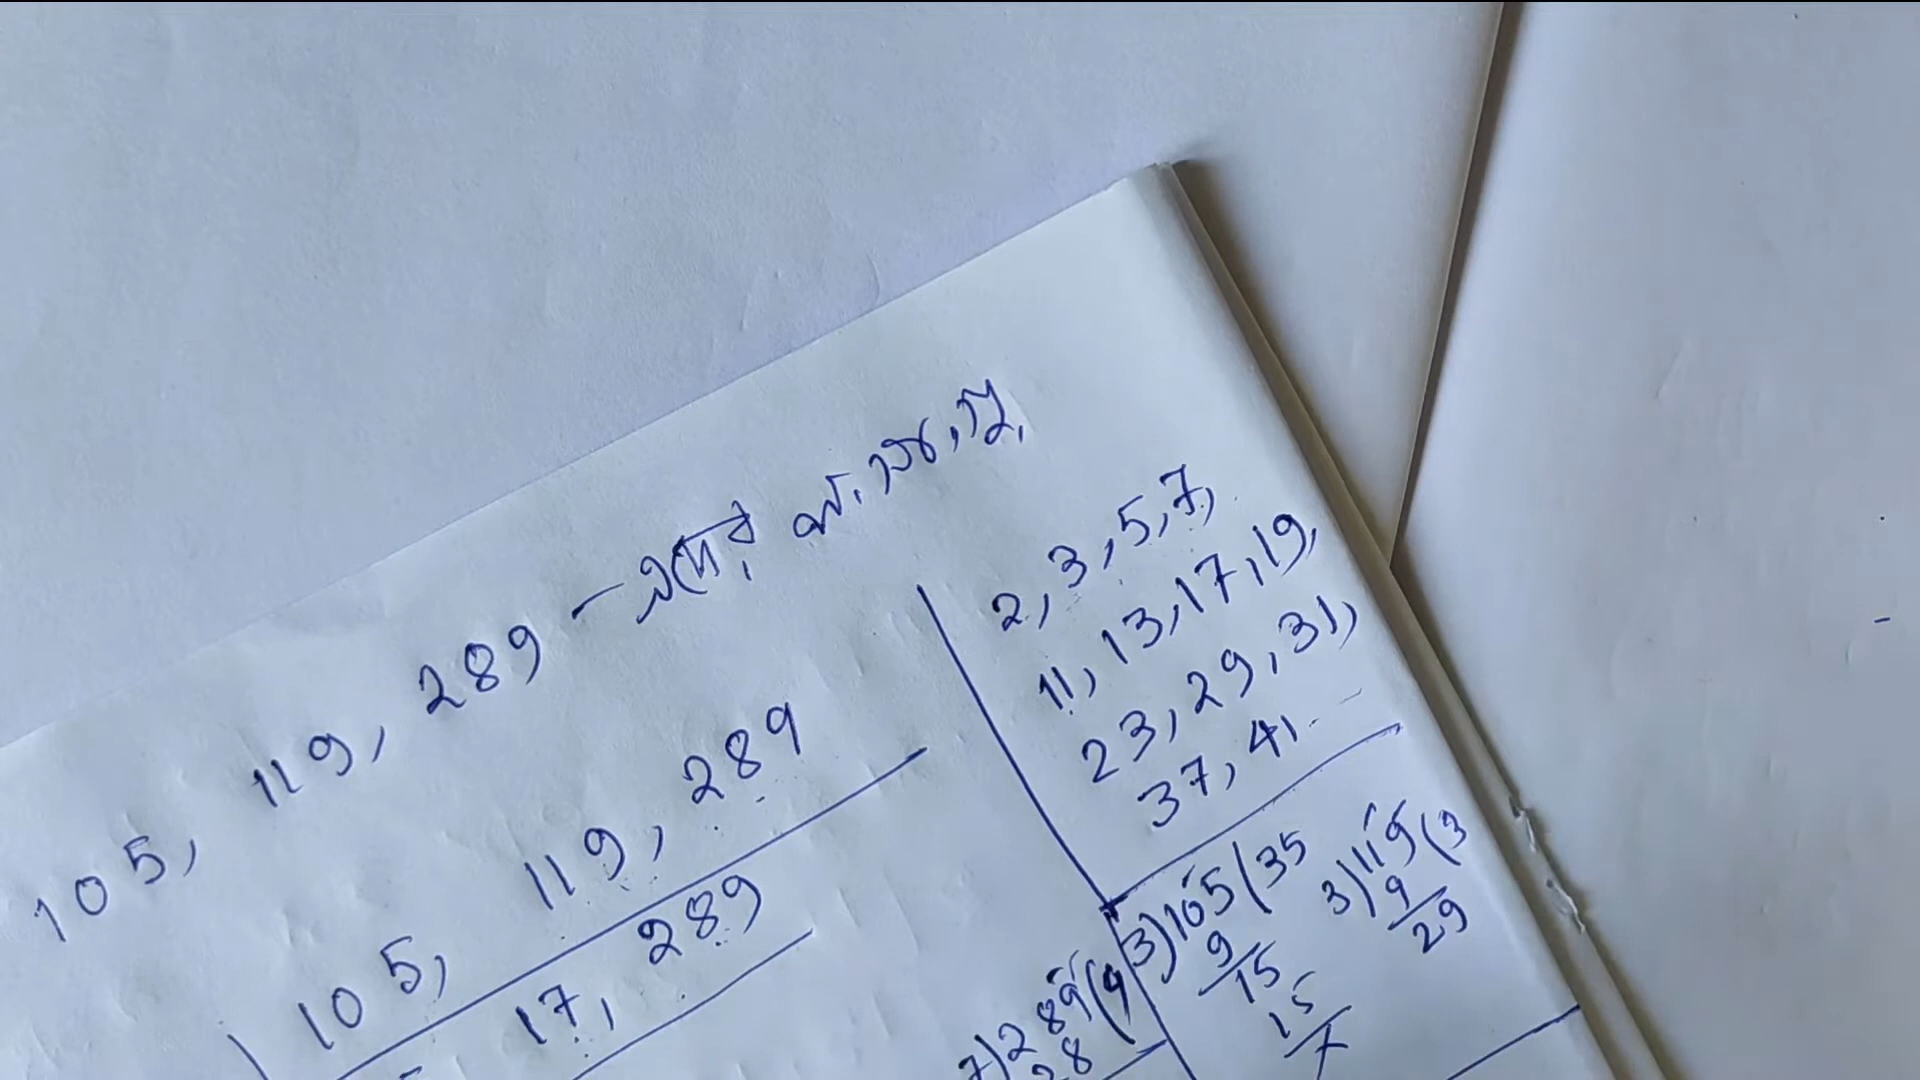 105, 119, 289 – এদের ল.সা.গু.
105, 119, 289
17, 289
2, 3, 5, 7,
11, 13, 17, 19,
23, 29, 31,
37, 41...
3)105(35
9
15
15
x
3)119(3
9
29
7)289(4
28